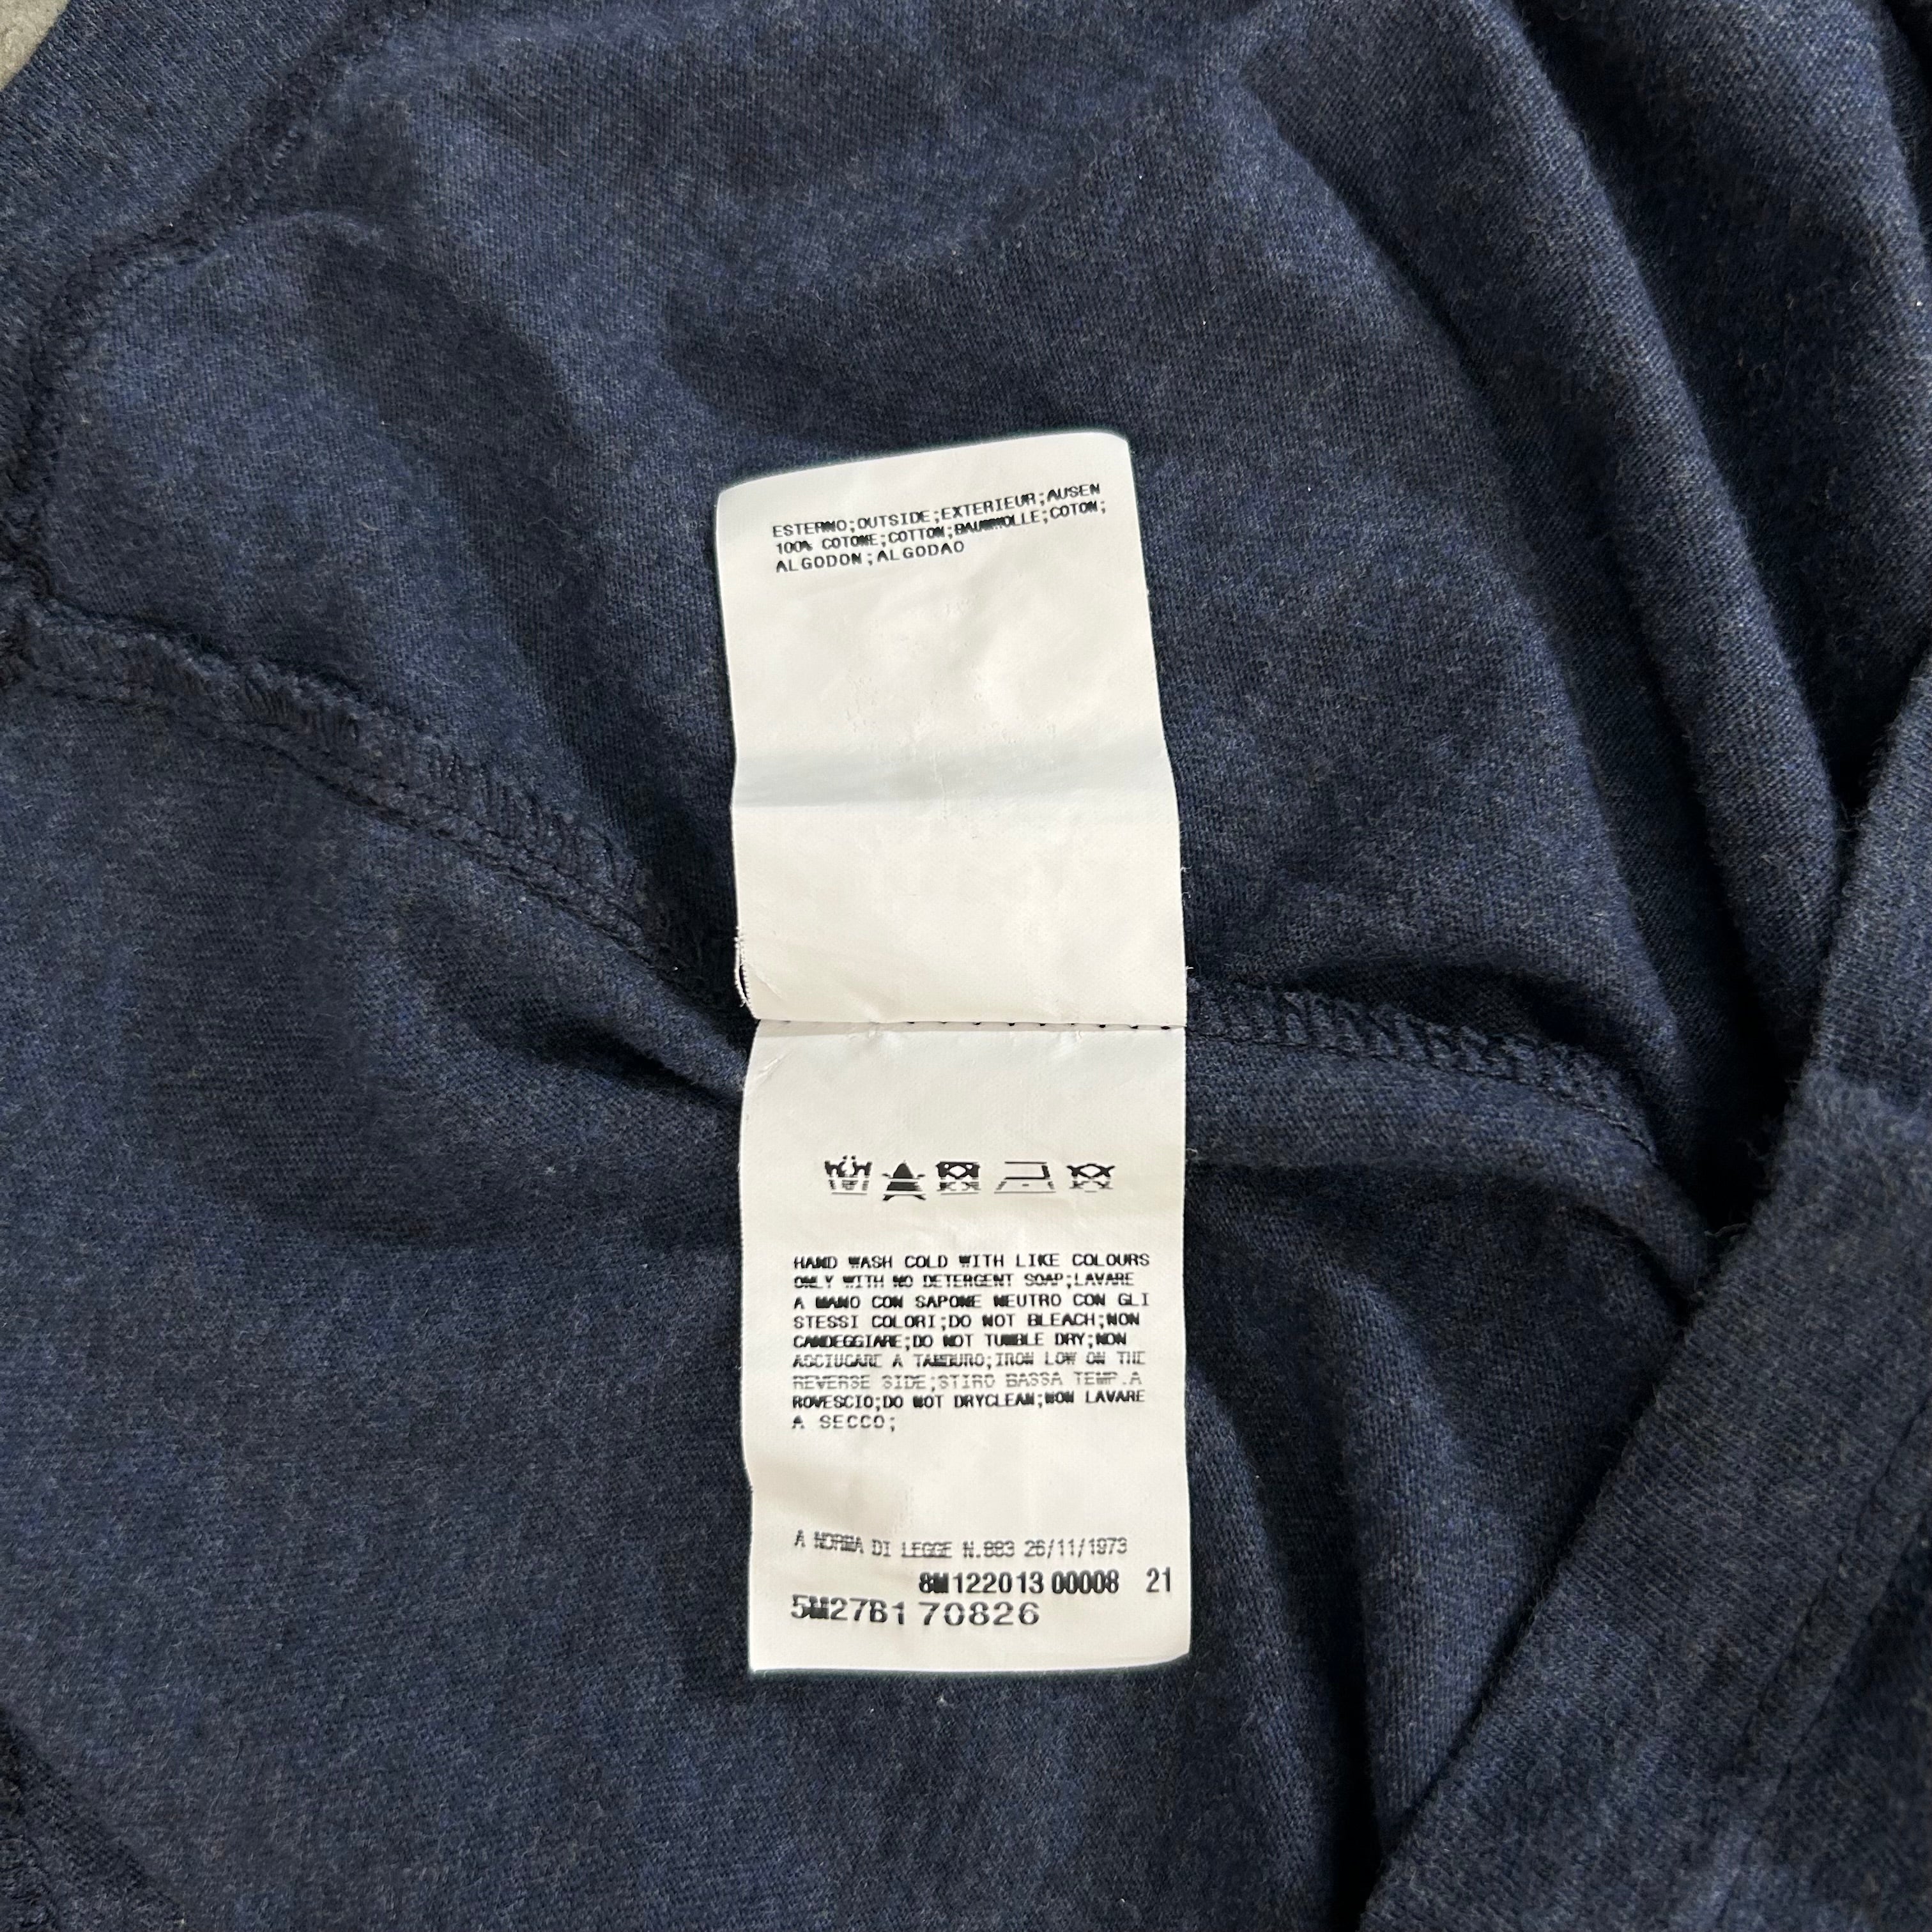 ESTERNO;OUTSIDE;EXTERIEUR;AUSEN
100% COTONE;COTTON;BAUMWOLLE;COTON;
ALGODON;ALGODAO
HAND WASH COLD WITH LIKE COLOURS
ONLY WITH NO DETERGENT SOAP;LAVARE
A MANO CON SAPONE NEUTRO CON GLI
STESSI COLORI;DO NOT BLEACH;NON
CANDEGGIARE;DO NOT TUMBLE DRY;NON
ASCIUGARE A TAMBURO;IRON LOW ON THE
REVERSE SIDE;STIRO BASSA TEMP.A
ROVESCIO;DO NOT DRYCLEAN;NON LAVARE
A SECCO;
A NORMA DI LEGGE N.883 26/11/1973
8M122013 00008 21
5M27B1 70826